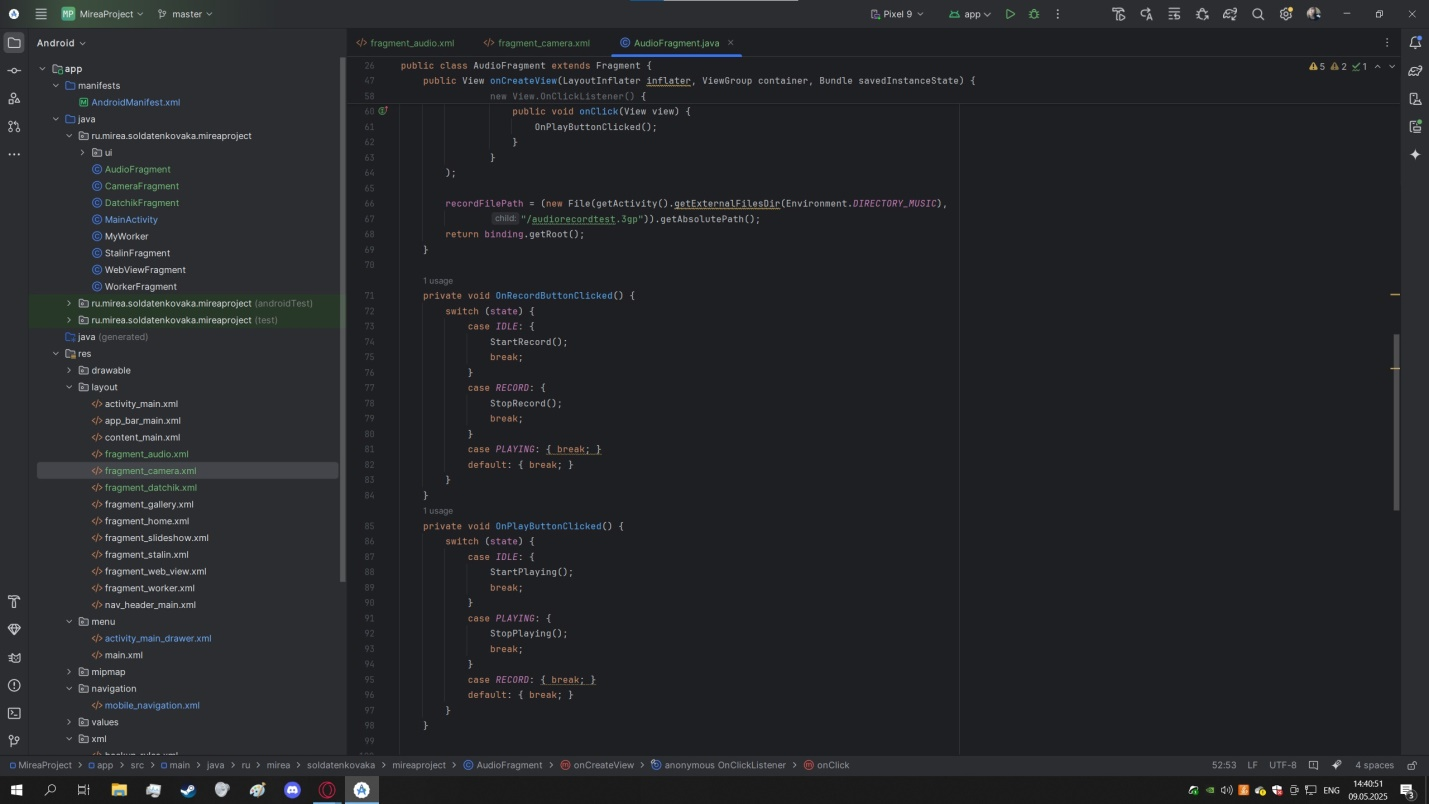 MP MireaProject
master
Pixel 9
app
Android
fragment_audio.xml
fragment_camera.xml
AudioFragment.java
app
manifests
AndroidManifest.xml
java
ru.mirea.soldatenkovaka.mireaproject
ui
AudioFragment
CameraFragment
DatchikFragment
MainActivity
MyWorker
StalinFragment
WebViewFragment
WorkerFragment
ru.mirea.soldatenkovaka.mireaproject (androidTest)
ru.mirea.soldatenkovaka.mireaproject (test)
java (generated)
res
drawable
layout
activity_main.xml
app_bar_main.xml
content_main.xml
fragment_audio.xml
fragment_camera.xml
fragment_datchik.xml
fragment_gallery.xml
fragment_home.xml
fragment_slideshow.xml
fragment_stalin.xml
fragment_web_view.xml
fragment_worker.xml
nav_header_main.xml
menu
activity_main_drawer.xml
main.xml
mipmap
navigation
mobile_navigation.xml
values
xml
5 2 1
26 public class AudioFragment extends Fragment {
47 public View onCreateView(LayoutInflater inflater, ViewGroup container, Bundle savedInstanceState) {
58 new View.OnClickListener() {
60 public void onClick(View view) {
61 OnPlayButtonClicked();
62 }
63 }
64 );
65
66 recordFilePath = (new File(getActivity().getExternalFilesDir(Environment.DIRECTORY_MUSIC),
67 child: "/audiorecordtest.3gp")).getAbsolutePath();
68 return binding.getRoot();
69 }
70
1 usage
71 private void OnRecordButtonClicked() {
72 switch (state) {
73 case IDLE: {
74 StartRecord();
75 break;
76 }
77 case RECORD: {
78 StopRecord();
79 break;
80 }
81 case PLAYING: { break; }
82 default: { break; }
83 }
84 }
1 usage
85 private void OnPlayButtonClicked() {
86 switch (state) {
87 case IDLE: {
88 StartPlaying();
89 break;
90 }
91 case PLAYING: {
92 StopPlaying();
93 break;
94 }
95 case RECORD: { break; }
96 default: { break; }
97 }
98 }
99
MireaProject > app > src > main > java > ru > mirea > soldatenkovaka > mireaproject > AudioFragment > onCreateView > anonymous OnClickListener > onClick
52:53 LF UTF-8 4 spaces
ENG
14:40:51
09.05.2025
3